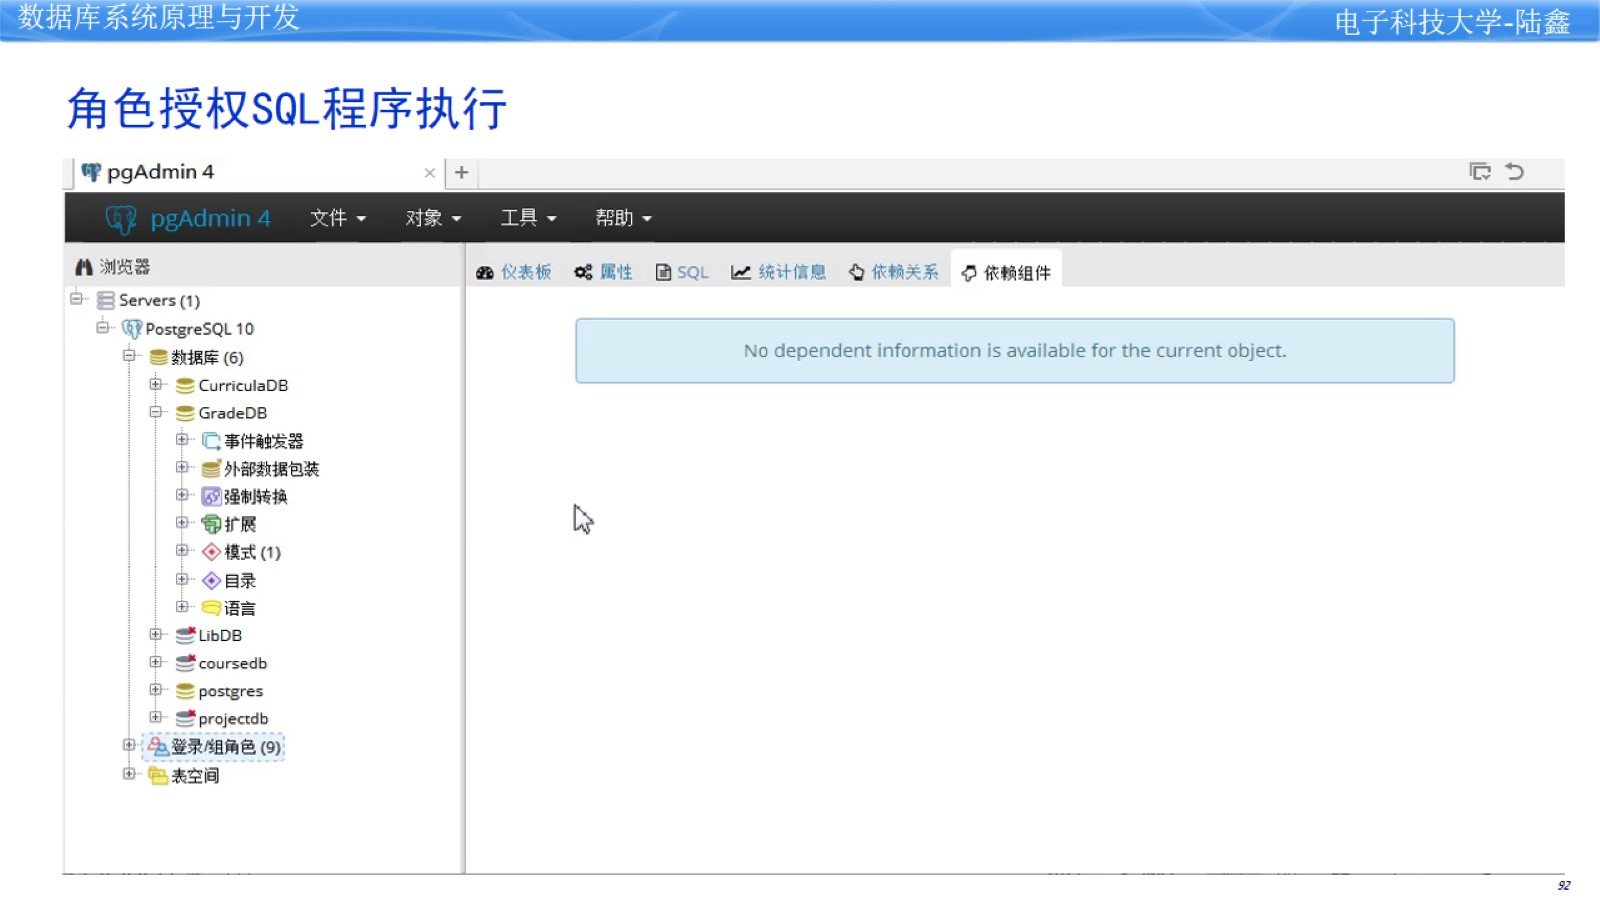 数据库系统原理与开发
电子科技大学-陆鑫
角色授权SQL程序执行
pgAdmin 4
pgAdmin 4 文件 对象 工具 帮助
浏览器
仪表板 属性 SQL 统计信息 依赖关系 依赖组件
Servers (1)
PostgreSQL 10
数据库 (6)
CurriculaDB
GradeDB
事件触发器
外部数据包装
强制转换
扩展
模式 (1)
目录
语言
LibDB
coursedb
postgres
projectdb
登录/组角色 (9)
表空间
No dependent information is available for the current object.
92